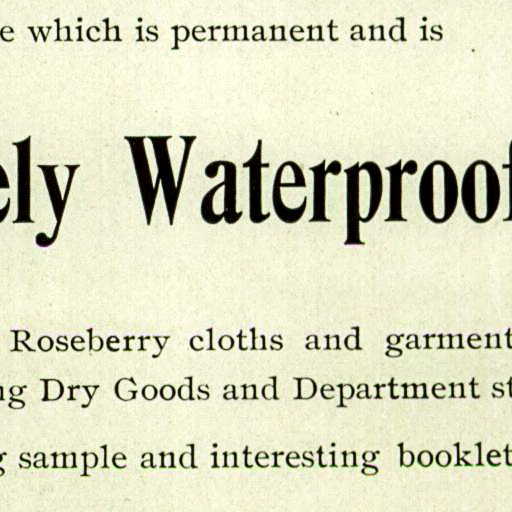 e which is permanent and is
ely Waterproof
Roseberry cloths and garment
ng Dry Goods and Department st
g sample and interesting booklet